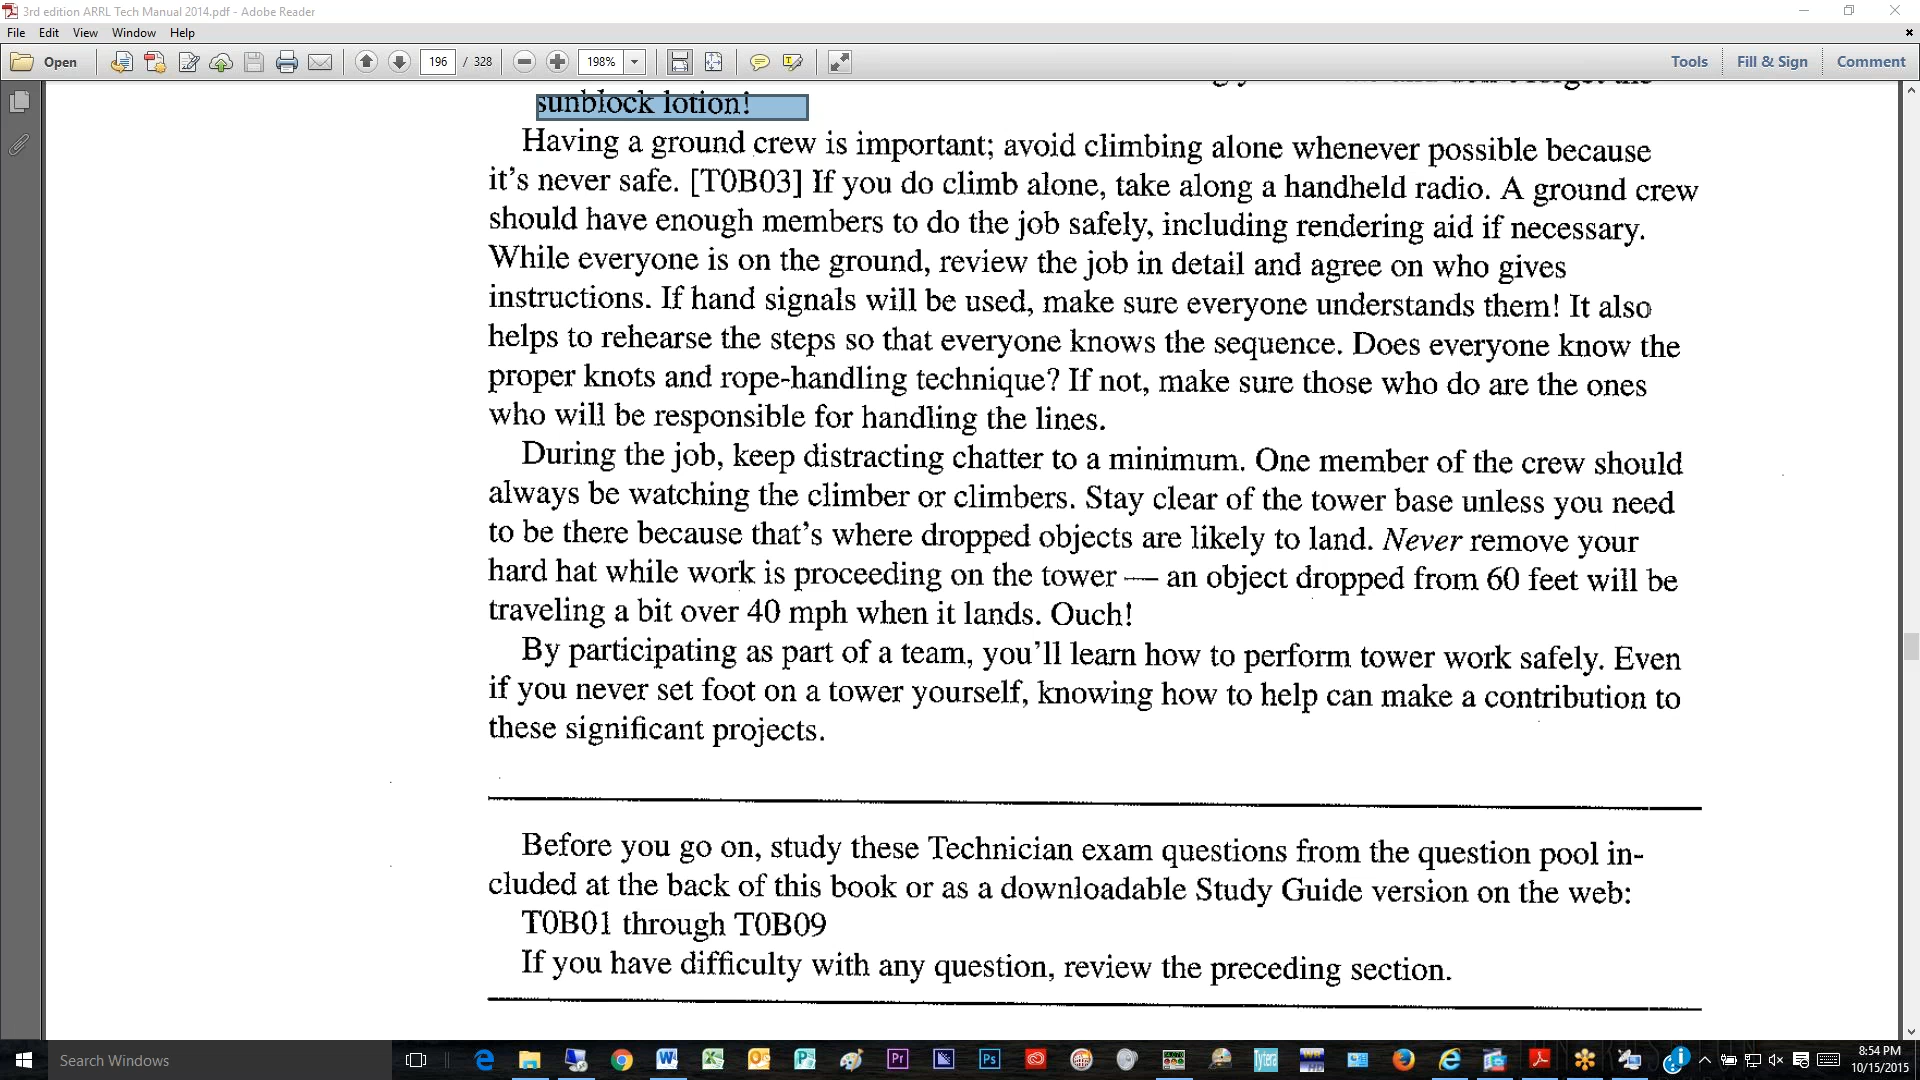 3rd edition ARRL Tech Manual 2014.pdf - Adobe Reader
File Edit View Window Help
Open 196 / 328 198% Tools Fill & Sign Comment
sunblock lotion!
Having a ground crew is important; avoid climbing alone whenever possible because
it's never safe. [T0B03] If you do climb alone, take along a handheld radio. A ground crew
should have enough members to do the job safely, including rendering aid if necessary.
While everyone is on the ground, review the job in detail and agree on who gives
instructions. If hand signals will be used, make sure everyone understands them! It also
helps to rehearse the steps so that everyone knows the sequence. Does everyone know the
proper knots and rope-handling technique? If not, make sure those who do are the ones
who will be responsible for handling the lines.
During the job, keep distracting chatter to a minimum. One member of the crew should
always be watching the climber or climbers. Stay clear of the tower base unless you need
to be there because that's where dropped objects are likely to land. Never remove your
hard hat while work is proceeding on the tower — an object dropped from 60 feet will be
traveling a bit over 40 mph when it lands. Ouch!
By participating as part of a team, you'll learn how to perform tower work safely. Even
if you never set foot on a tower yourself, knowing how to help can make a contribution to
these significant projects.
Before you go on, study these Technician exam questions from the question pool in-
cluded at the back of this book or as a downloadable Study Guide version on the web:
T0B01 through T0B09
If you have difficulty with any question, review the preceding section.
Search Windows Pr Ps Tytera
8:54 PM
10/15/2015